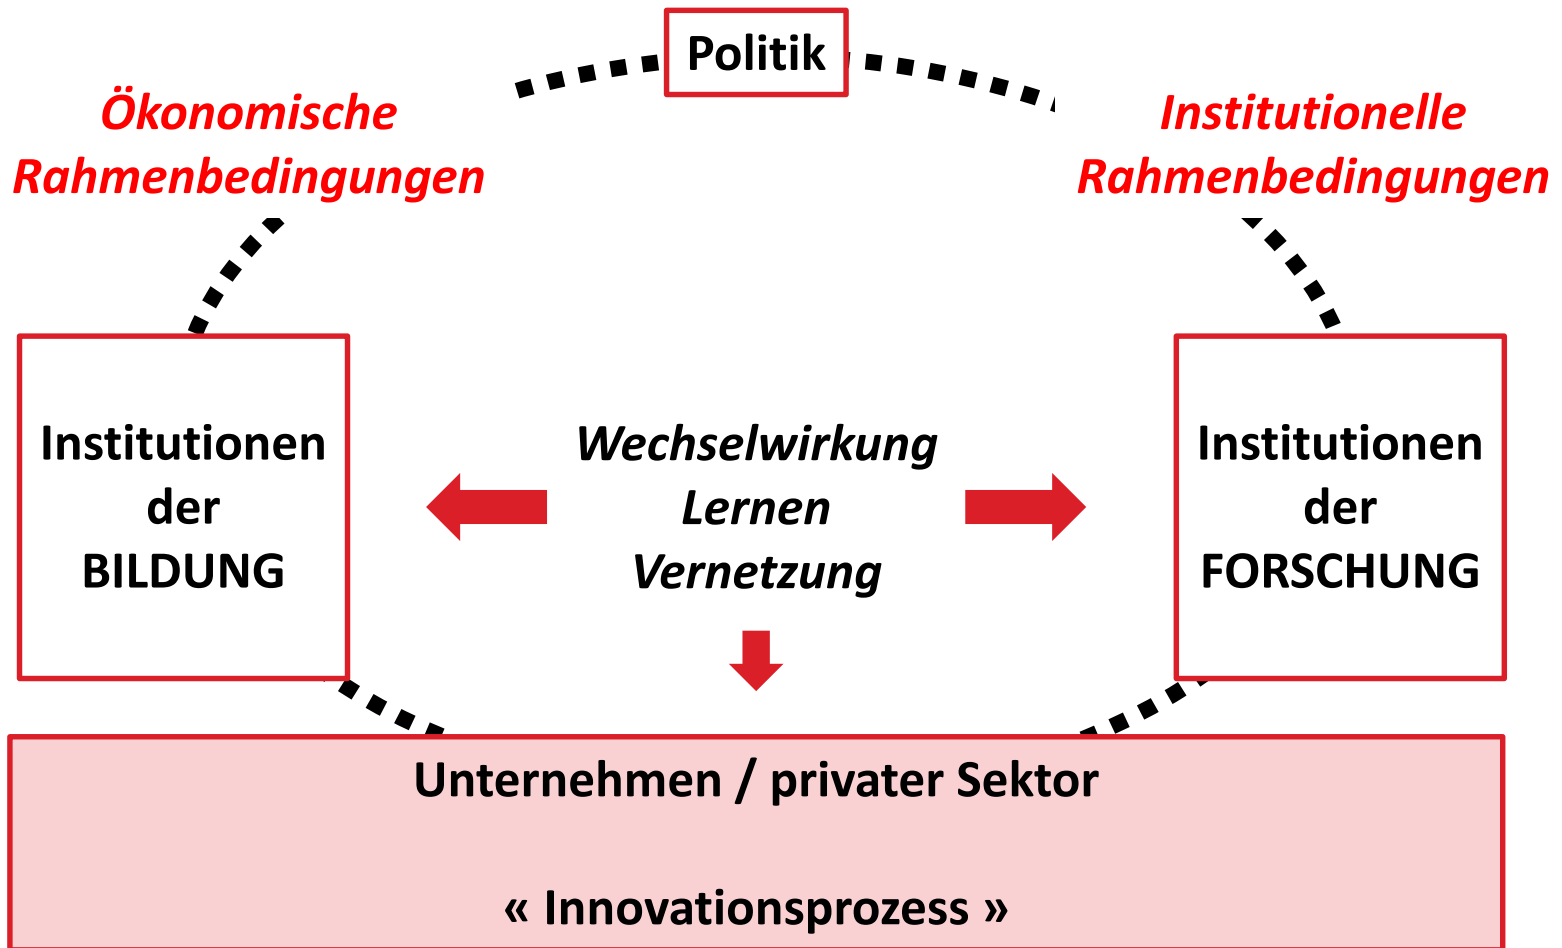 Politik
Ökonomische
Rahmenbedingungen
Institutionelle
Rahmenbedingungen
Institutionen
der
BILDUNG
Wechselwirkung
Lernen
Vernetzung
Institutionen
der
FORSCHUNG
Unternehmen / privater Sektor
« Innovationsprozess »